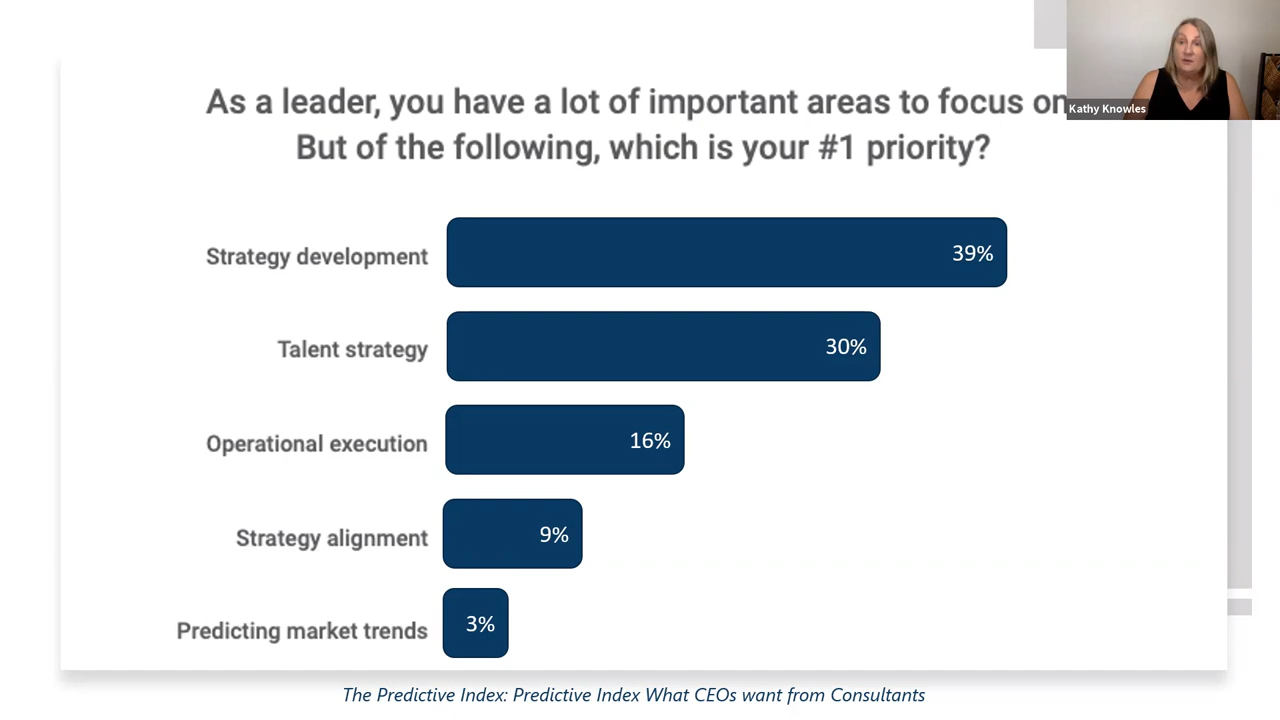 As a leader, you have a lot of important areas to focus on
But of the following, which is your #1 priority?
Kathy Knowles
Strategy development 39%
Talent strategy 30%
Operational execution 16%
Strategy alignment 9%
Predicting market trends 3%
The Predictive Index: Predictive Index What CEOs want from Consultants